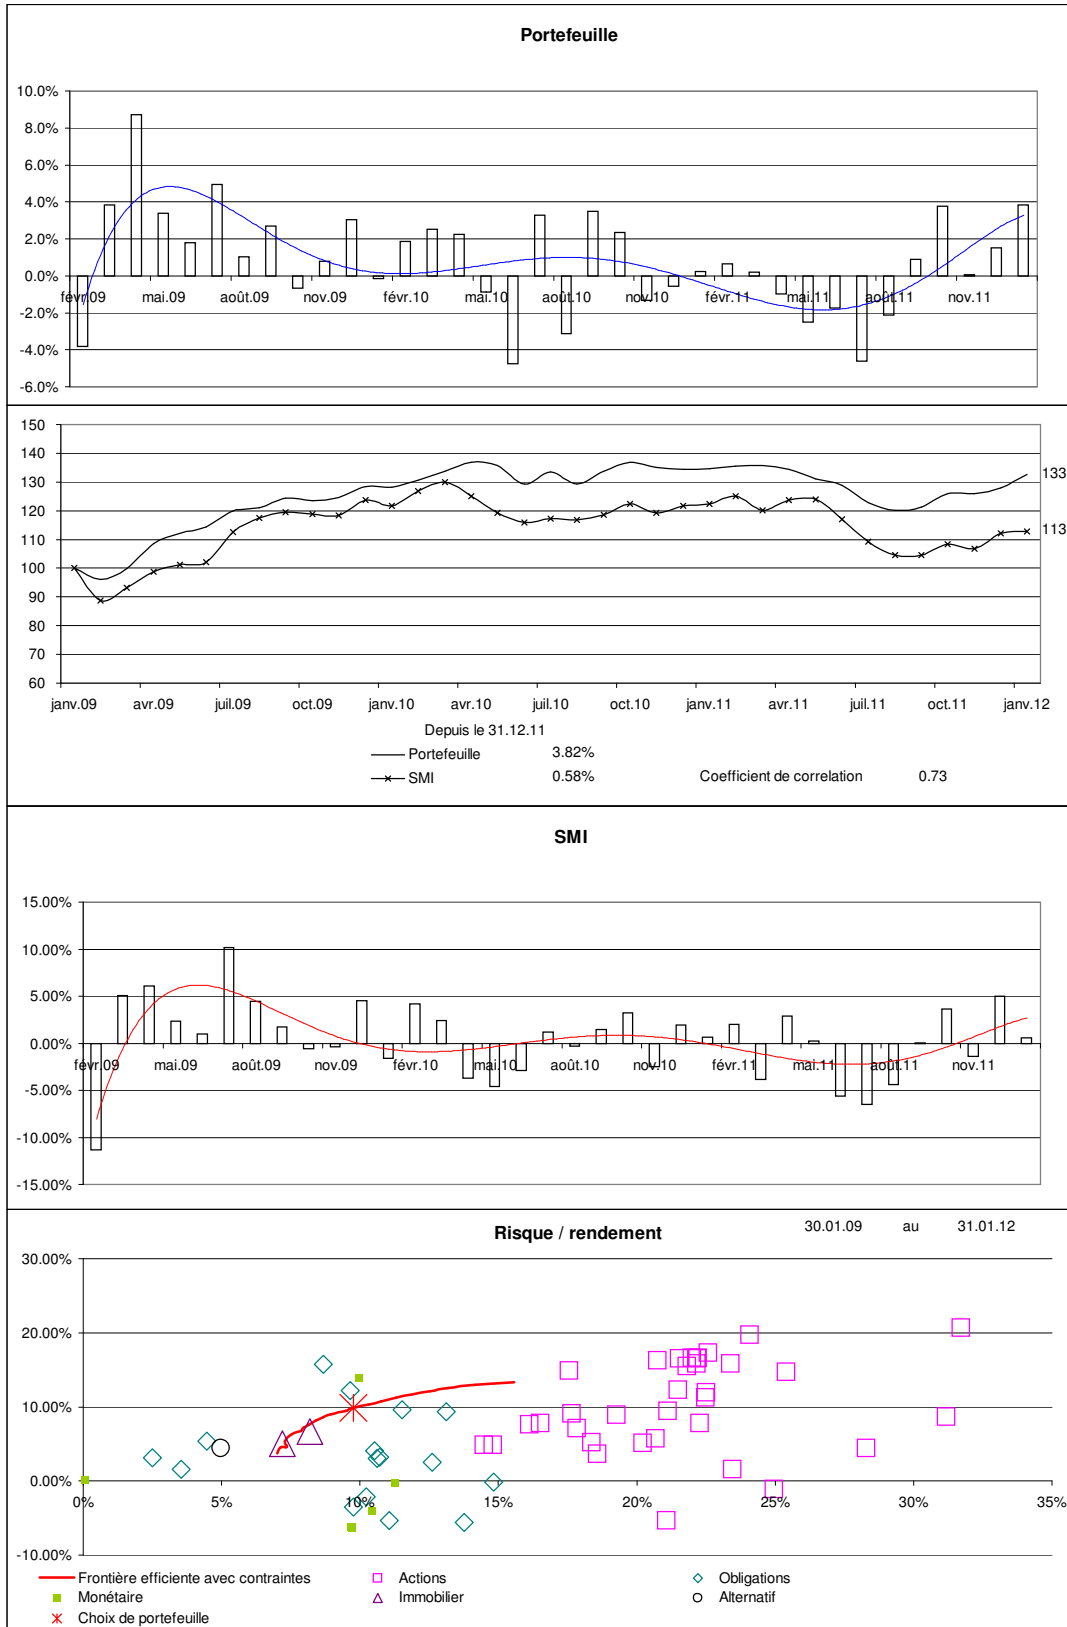 Portefeuille
10.0%
8.0%
6.0%
4.0%
2.0%
0.0%
févr.09 mai.09 août.09 nov.09 févr.10 mai.10 août.10 nov.10 févr.11 mai.11 août.11 nov.11
-2.0%
-4.0%
-6.0%
150
140
130
120
110
100
90
80
70
60
133
113
janv.09 avr.09 juil.09 oct.09 janv.10 avr.10 juil.10 oct.10 janv.11 avr.11 juil.11 oct.11 janv.12
Depuis le 31.12.11
Portefeuille 3.82%
SMI 0.58% Coefficient de correlation 0.73
SMI
15.00%
10.00%
5.00%
0.00%
févr.09 mai.09 août.09 nov.09 févr.10 mai.10 août.10 nov.10 févr.11 mai.11 août.11 nov.11
-5.00%
-10.00%
-15.00%
Risque / rendement 30.01.09 au 31.01.12
30.00%
20.00%
10.00%
0.00%
0% 5% 10% 15% 20% 25% 30% 35%
-10.00%
Frontière efficiente avec contraintes Actions Obligations
Monétaire Immobilier Alternatif
Choix de portefeuille